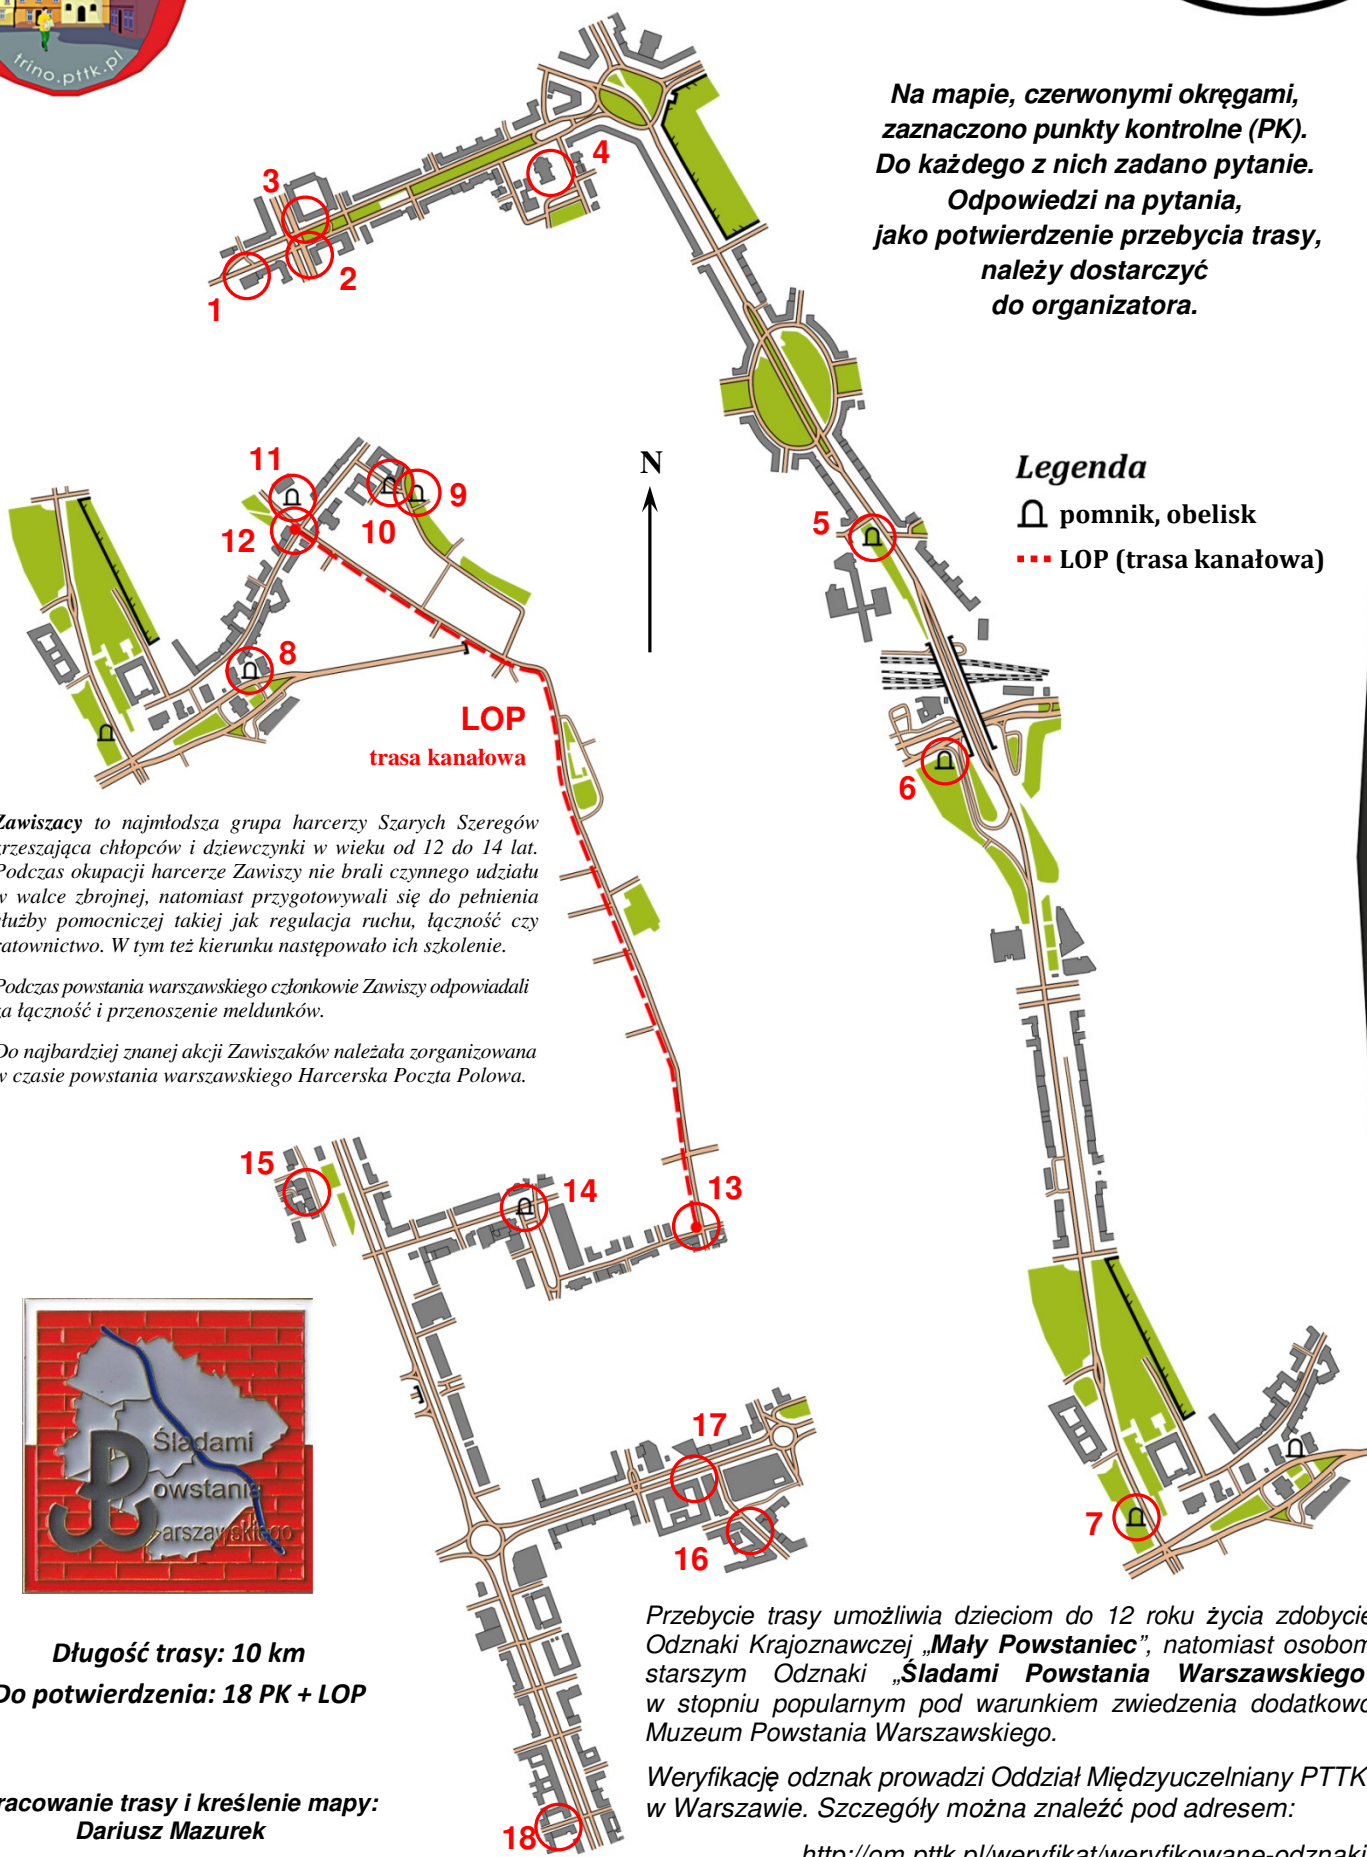 trino.pttk.pl
Na mapie, czerwonymi okręgami,
zaznaczono punkty kontrolne (PK).
Do każdego z nich zadano pytanie.
Odpowiedzi na pytania,
jako potwierdzenie przebycia trasy,
należy dostarczyć
do organizatora.
4
3
2
1
N
Legenda
pomnik, obelisk
LOP (trasa kanałowa)
5
11
9
10
12
8
LOP
trasa kanałowa
6
Zawiszacy to najmłodsza grupa harcerzy Szarych Szeregów
zrzeszająca chłopców i dziewczynki w wieku od 12 do 14 lat.
Podczas okupacji harcerze Zawiszy nie brali czynnego udziału
w walce zbrojnej, natomiast przygotowywali się do pełnienia
służby pomocniczej takiej jak regulacja ruchu, łączność czy
ratownictwo. W tym też kierunku następowało ich szkolenie.
Podczas powstania warszawskiego członkowie Zawiszy odpowiadali
za łączność i przenoszenie meldunków.
Do najbardziej znanej akcji Zawiszaków należała zorganizowana
w czasie powstania warszawskiego Harcerska Poczta Polowa.
15
14
13
Śladami
Powstania
Warszawskiego
17
16
7
18
Długość trasy: 10 km
Do potwierdzenia: 18 PK + LOP
racowanie trasy i kreślenie mapy:
Dariusz Mazurek
Przebycie trasy umożliwia dzieciom do 12 roku życia zdobycie
Odznaki Krajoznawczej „Mały Powstaniec”, natomiast osobom
starszym Odznaki „Śladami Powstania Warszawskiego
w stopniu popularnym pod warunkiem zwiedzenia dodatkowo
Muzeum Powstania Warszawskiego.
Weryfikację odznak prowadzi Oddział Międzyuczelniany PTTK
w Warszawie. Szczegóły można znaleźć pod adresem:
http://om.pttk.pl/weryfikat/weryfikowane-odznaki